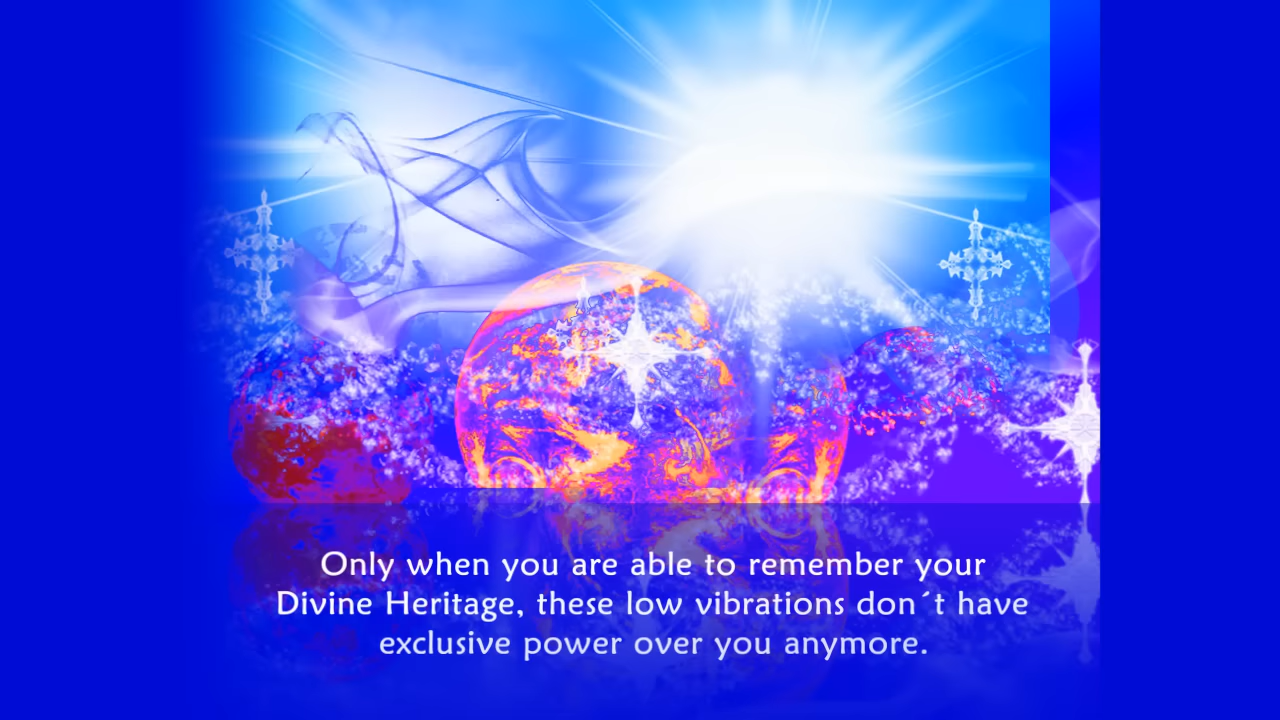 Only when you are able to remember your
Divine Heritage, these low vibrations don´t have
exclusive power over you anymore.